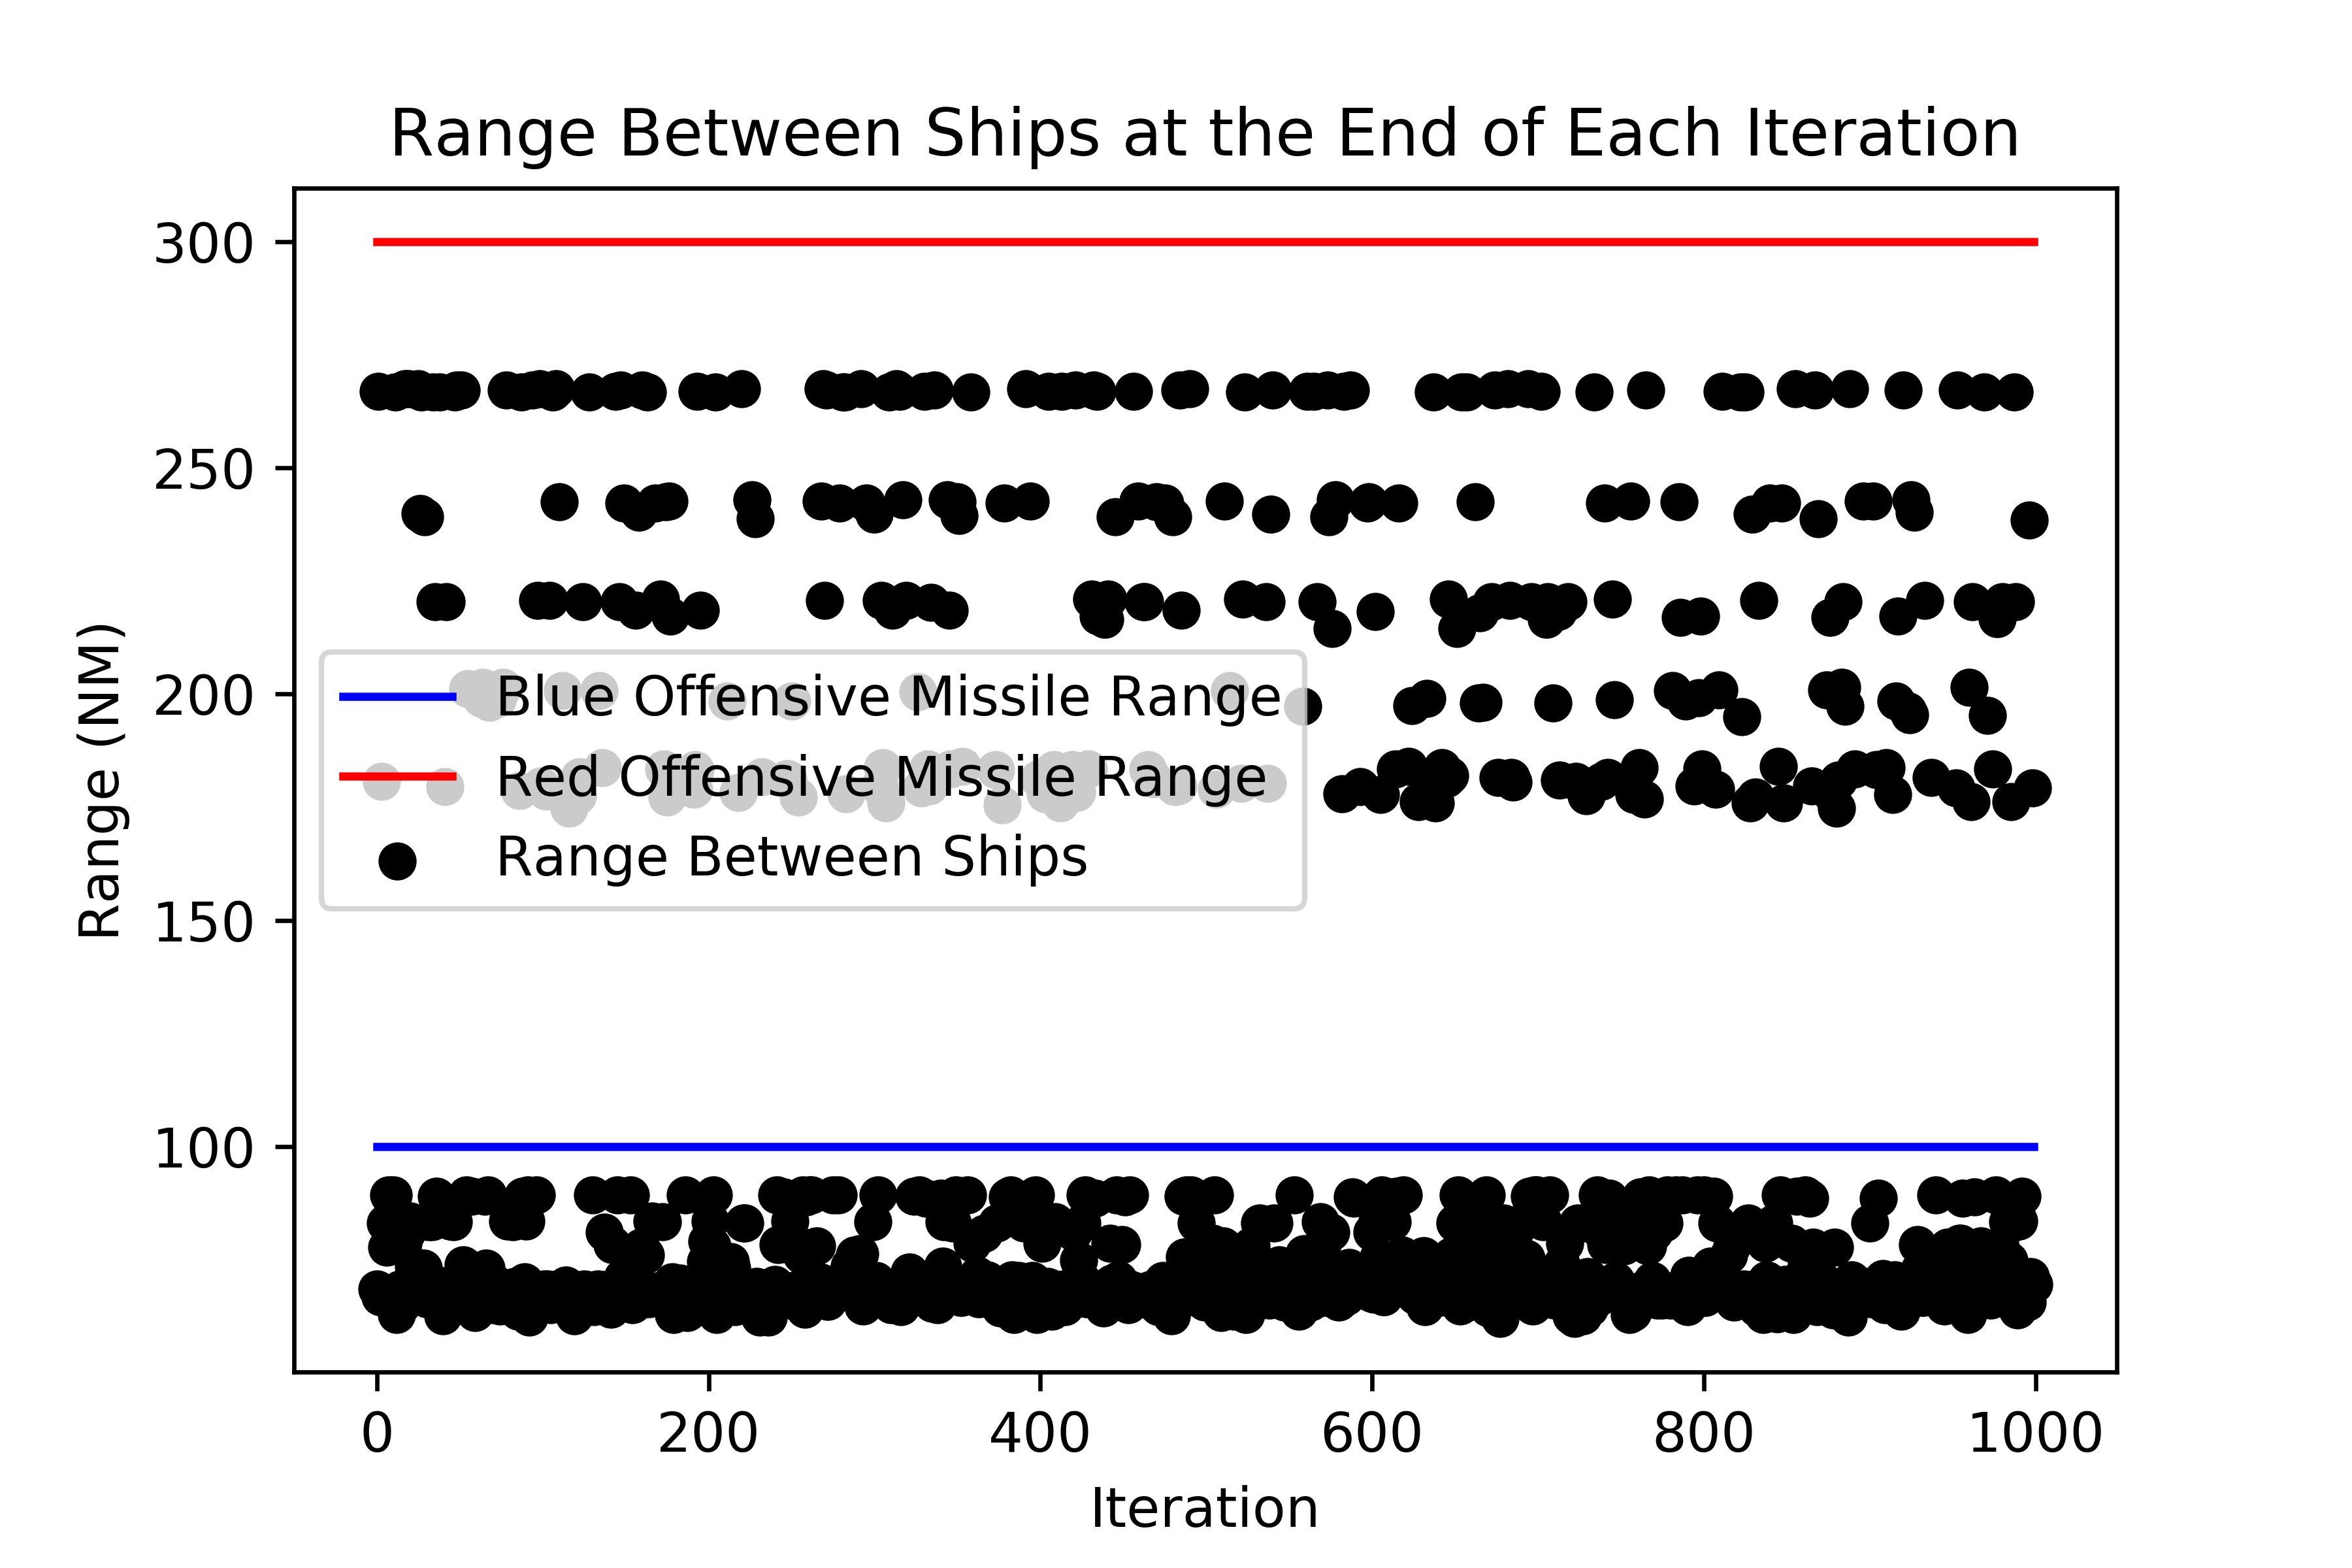 Range Between Ships at the End of Each Iteration
300
250
200
150
100
Range (NM)
Blue Offensive Missile Range
Red Offensive Missile Range
Range Between Ships
0 200 400 600 800 1000
Iteration